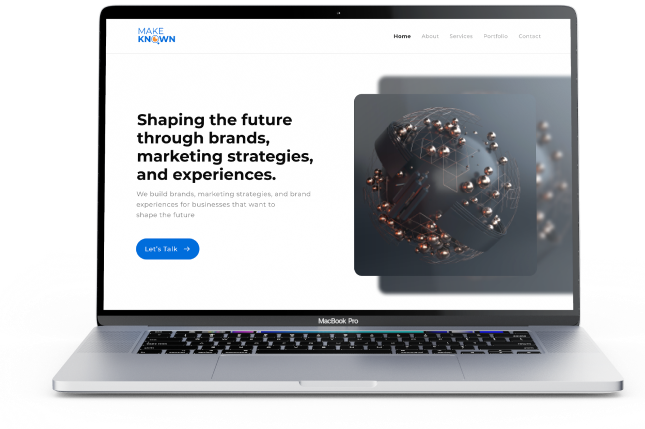 MAKE
KNOWN
Home About Services Portfolio Contact
Shaping the future
through brands,
marketing strategies,
and experiences.
We build brands, marketing strategies, and brand
experiences for businesses that want to
shape the future
Let's Talk →
MacBook Pro